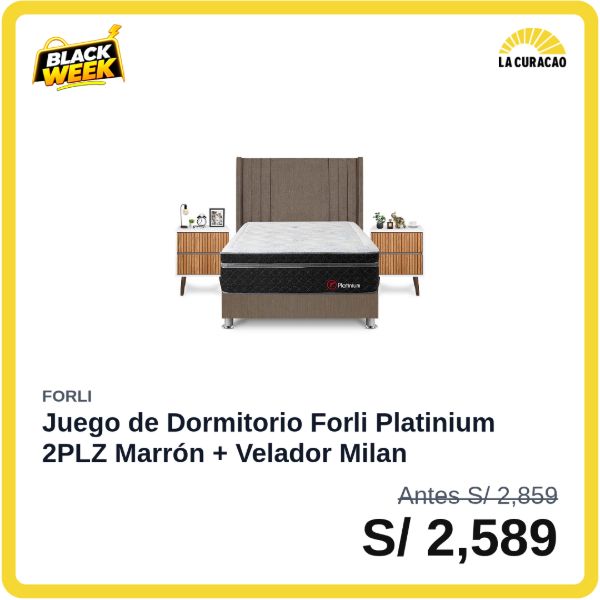 BLACK
WEEK
LA CURACAO
Platinium
FORLI
Juego de Dormitorio Forli Platinium
2PLZ Marrón + Velador Milan
Antes S/ 2,859
S/ 2,589